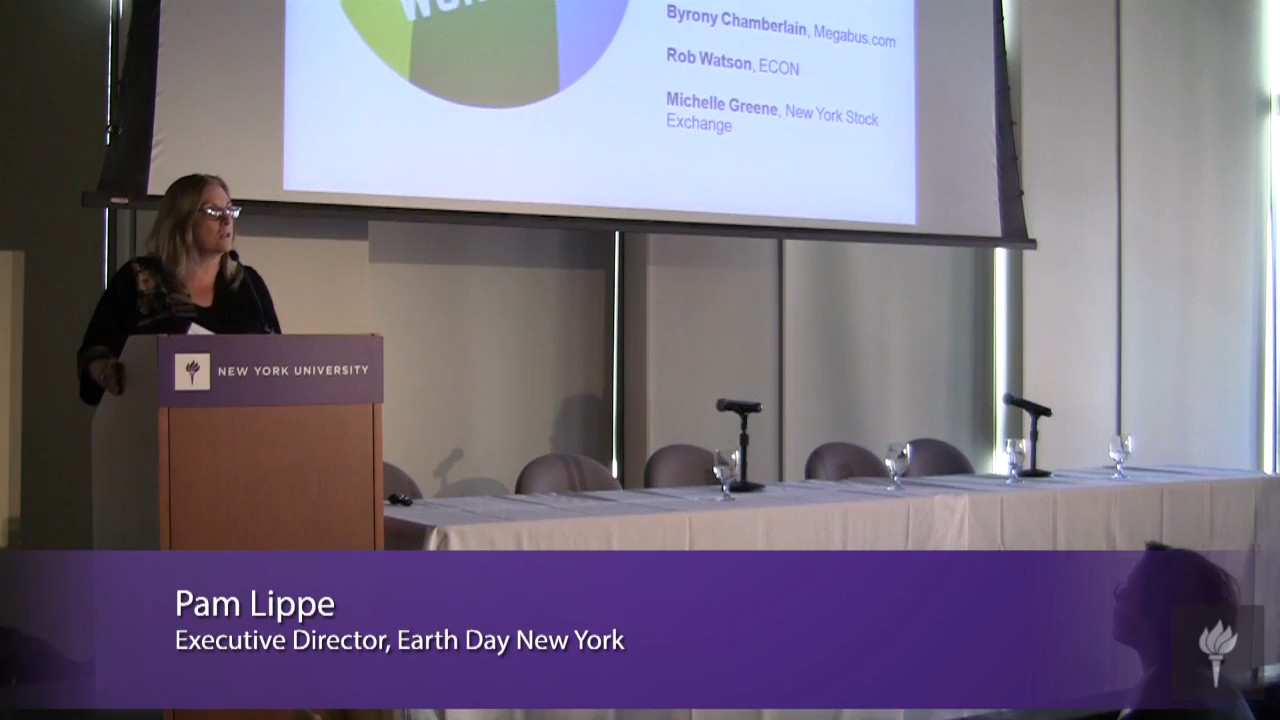 Byrony Chamberlain, Megabus.com
Rob Watson, ECON
Michelle Greene, New York Stock
Exchange
NEW YORK UNIVERSITY
Pam Lippe
Executive Director, Earth Day New York